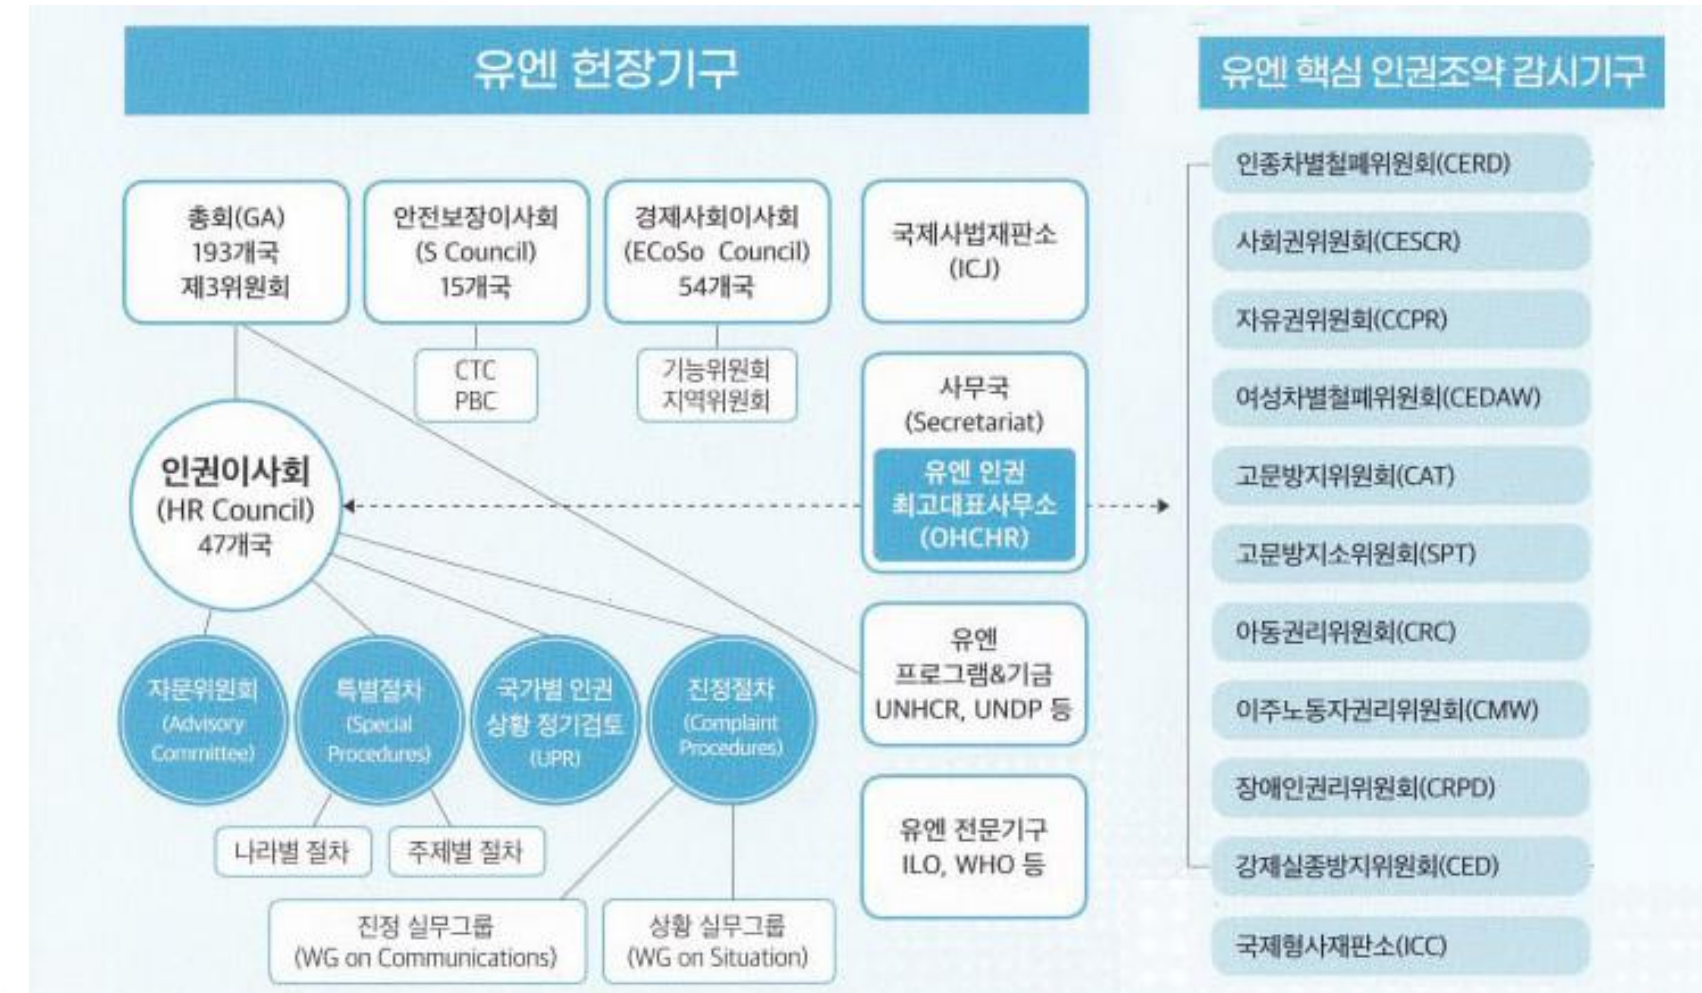 유엔 헌장기구
총회(GA)
193개국
제3위원회
안전보장이사회
(S Council)
15개국
경제사회이사회
(ECoSo Council)
54개국
국제사법재판소
(ICJ)
CTC
PBC
기능위원회
지역위원회
사무국
(Secretariat)
유엔 인권
최고대표사무소
(OHCHR)
인권이사회
(HR Council)
47개국
자문위원회
(Advisory
Committee)
특별절차
(Special
Procedures)
국가별 인권
상황 정기검토
(UPR)
진정절차
(Complaint
Procedures)
유엔
프로그램&기금
UNHCR, UNDP 등
나라별 절차
주제별 절차
유엔 전문기구
ILO, WHO 등
진정 실무그룹
(WG on Communications)
상황 실무그룹
(WG on Situation)
유엔 핵심 인권조약 감시기구
인종차별철폐위원회(CERD)
사회권위원회(CESCR)
자유권위원회(CCPR)
여성차별철폐위원회(CEDAW)
고문방지위원회(CAT)
고문방지소위원회(SPT)
아동권리위원회(CRC)
이주노동자권리위원회(CMW)
장애인권리위원회(CRPD)
강제실종방지위원회(CED)
국제형사재판소(ICC)